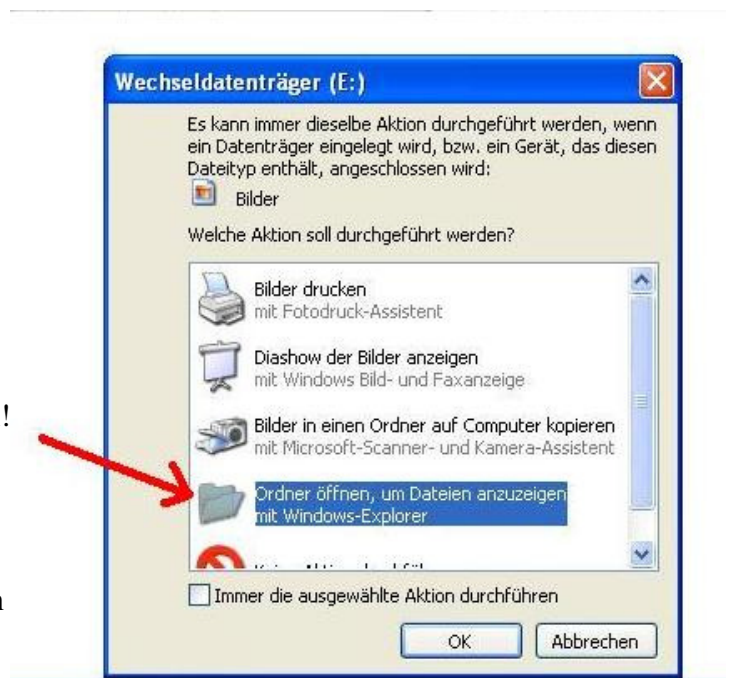 Wechseldatenträger (E:)
Es kann immer dieselbe Aktion durchgeführt werden, wenn
ein Datenträger eingelegt wird, bzw. ein Gerät, das diesen
Dateityp enthält, angeschlossen wird:
Bilder
Welche Aktion soll durchgeführt werden?
Bilder drucken
mit Fotodruck-Assistent
Diashow der Bilder anzeigen
mit Windows Bild- und Faxanzeige
!
Bilder in einen Ordner auf Computer kopieren
mit Microsoft-Scanner- und Kamera-Assistent
Ordner öffnen, um Dateien anzuzeigen
mit Windows-Explorer
Immer die ausgewählte Aktion durchführen
OK
Abbrechen